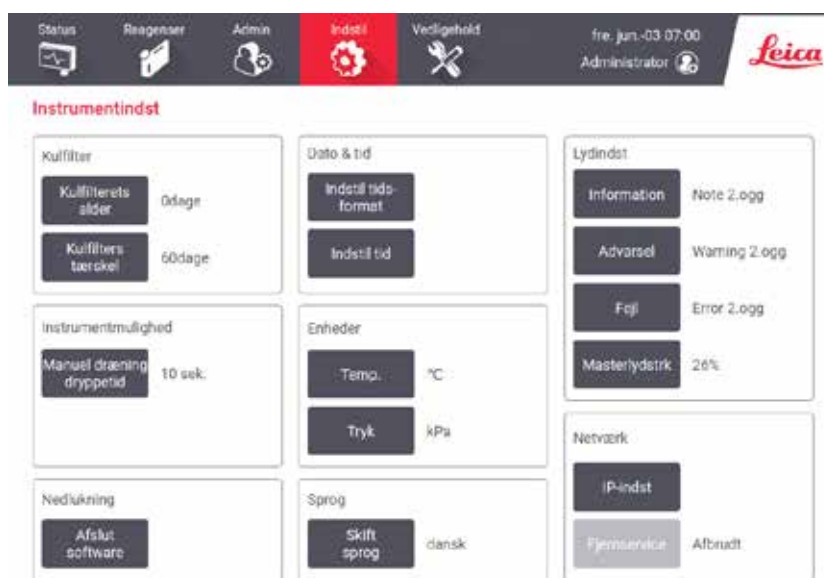 Status Reagenser Admin Indstil Vedligehold
fre. jun.-03 07:00
Administrator
Leica
Instrumentindst
Kulfilter
Kulfilterets
alder
0dage
Kulfilters
tærskel
60dage
Instrumentmulighed
Manuel dræning
dryppetid
10 sek.
Nedlukning
Afslut
software
Dato & tid
Indstil tids-
format
Indstil tid
Enheder
Temp.
°C
Tryk
kPa
Sprog
Skift
sprog
dansk
Lydindst
Information
Note 2.ogg
Advarsel
Warning 2.ogg
Fejl
Error 2.ogg
Masterlydstrk
26%
Netværk
IP-indst
Fjernservice
Afbrudt